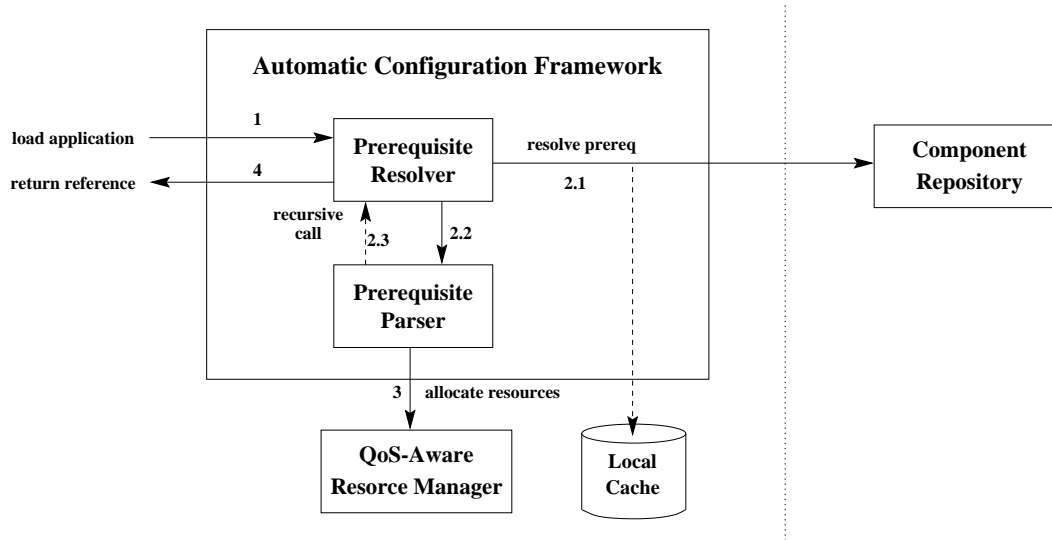 Automatic Configuration Framework
1
load application
Prerequisite
Resolver
resolve prereq
Component
Repository
4
return reference
2.1
recursive
call
2.3
2.2
Prerequisite
Parser
3
allocate resources
QoS-Aware
Resorce Manager
Local
Cache